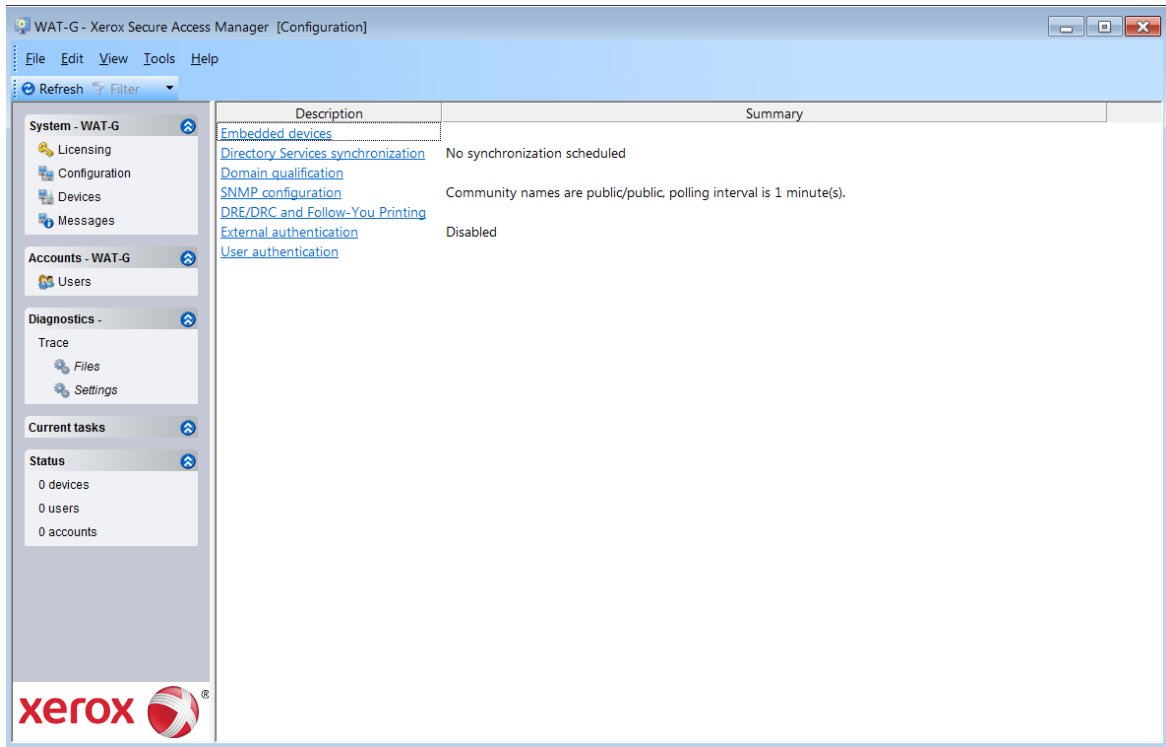 WAT-G - Xerox Secure Access Manager [Configuration]
File Edit View Tools Help
Refresh Filter
System - WAT-G
Licensing
Configuration
Devices
Messages
Accounts - WAT-G
Users
Diagnostics -
Trace
Files
Settings
Current tasks
Status
0 devices
0 users
0 accounts
xerox ®
Description Summary
Embedded devices
Directory Services synchronization No synchronization scheduled
Domain qualification
SNMP configuration Community names are public/public, polling interval is 1 minute(s).
DRE/DRC and Follow-You Printing
External authentication Disabled
User authentication